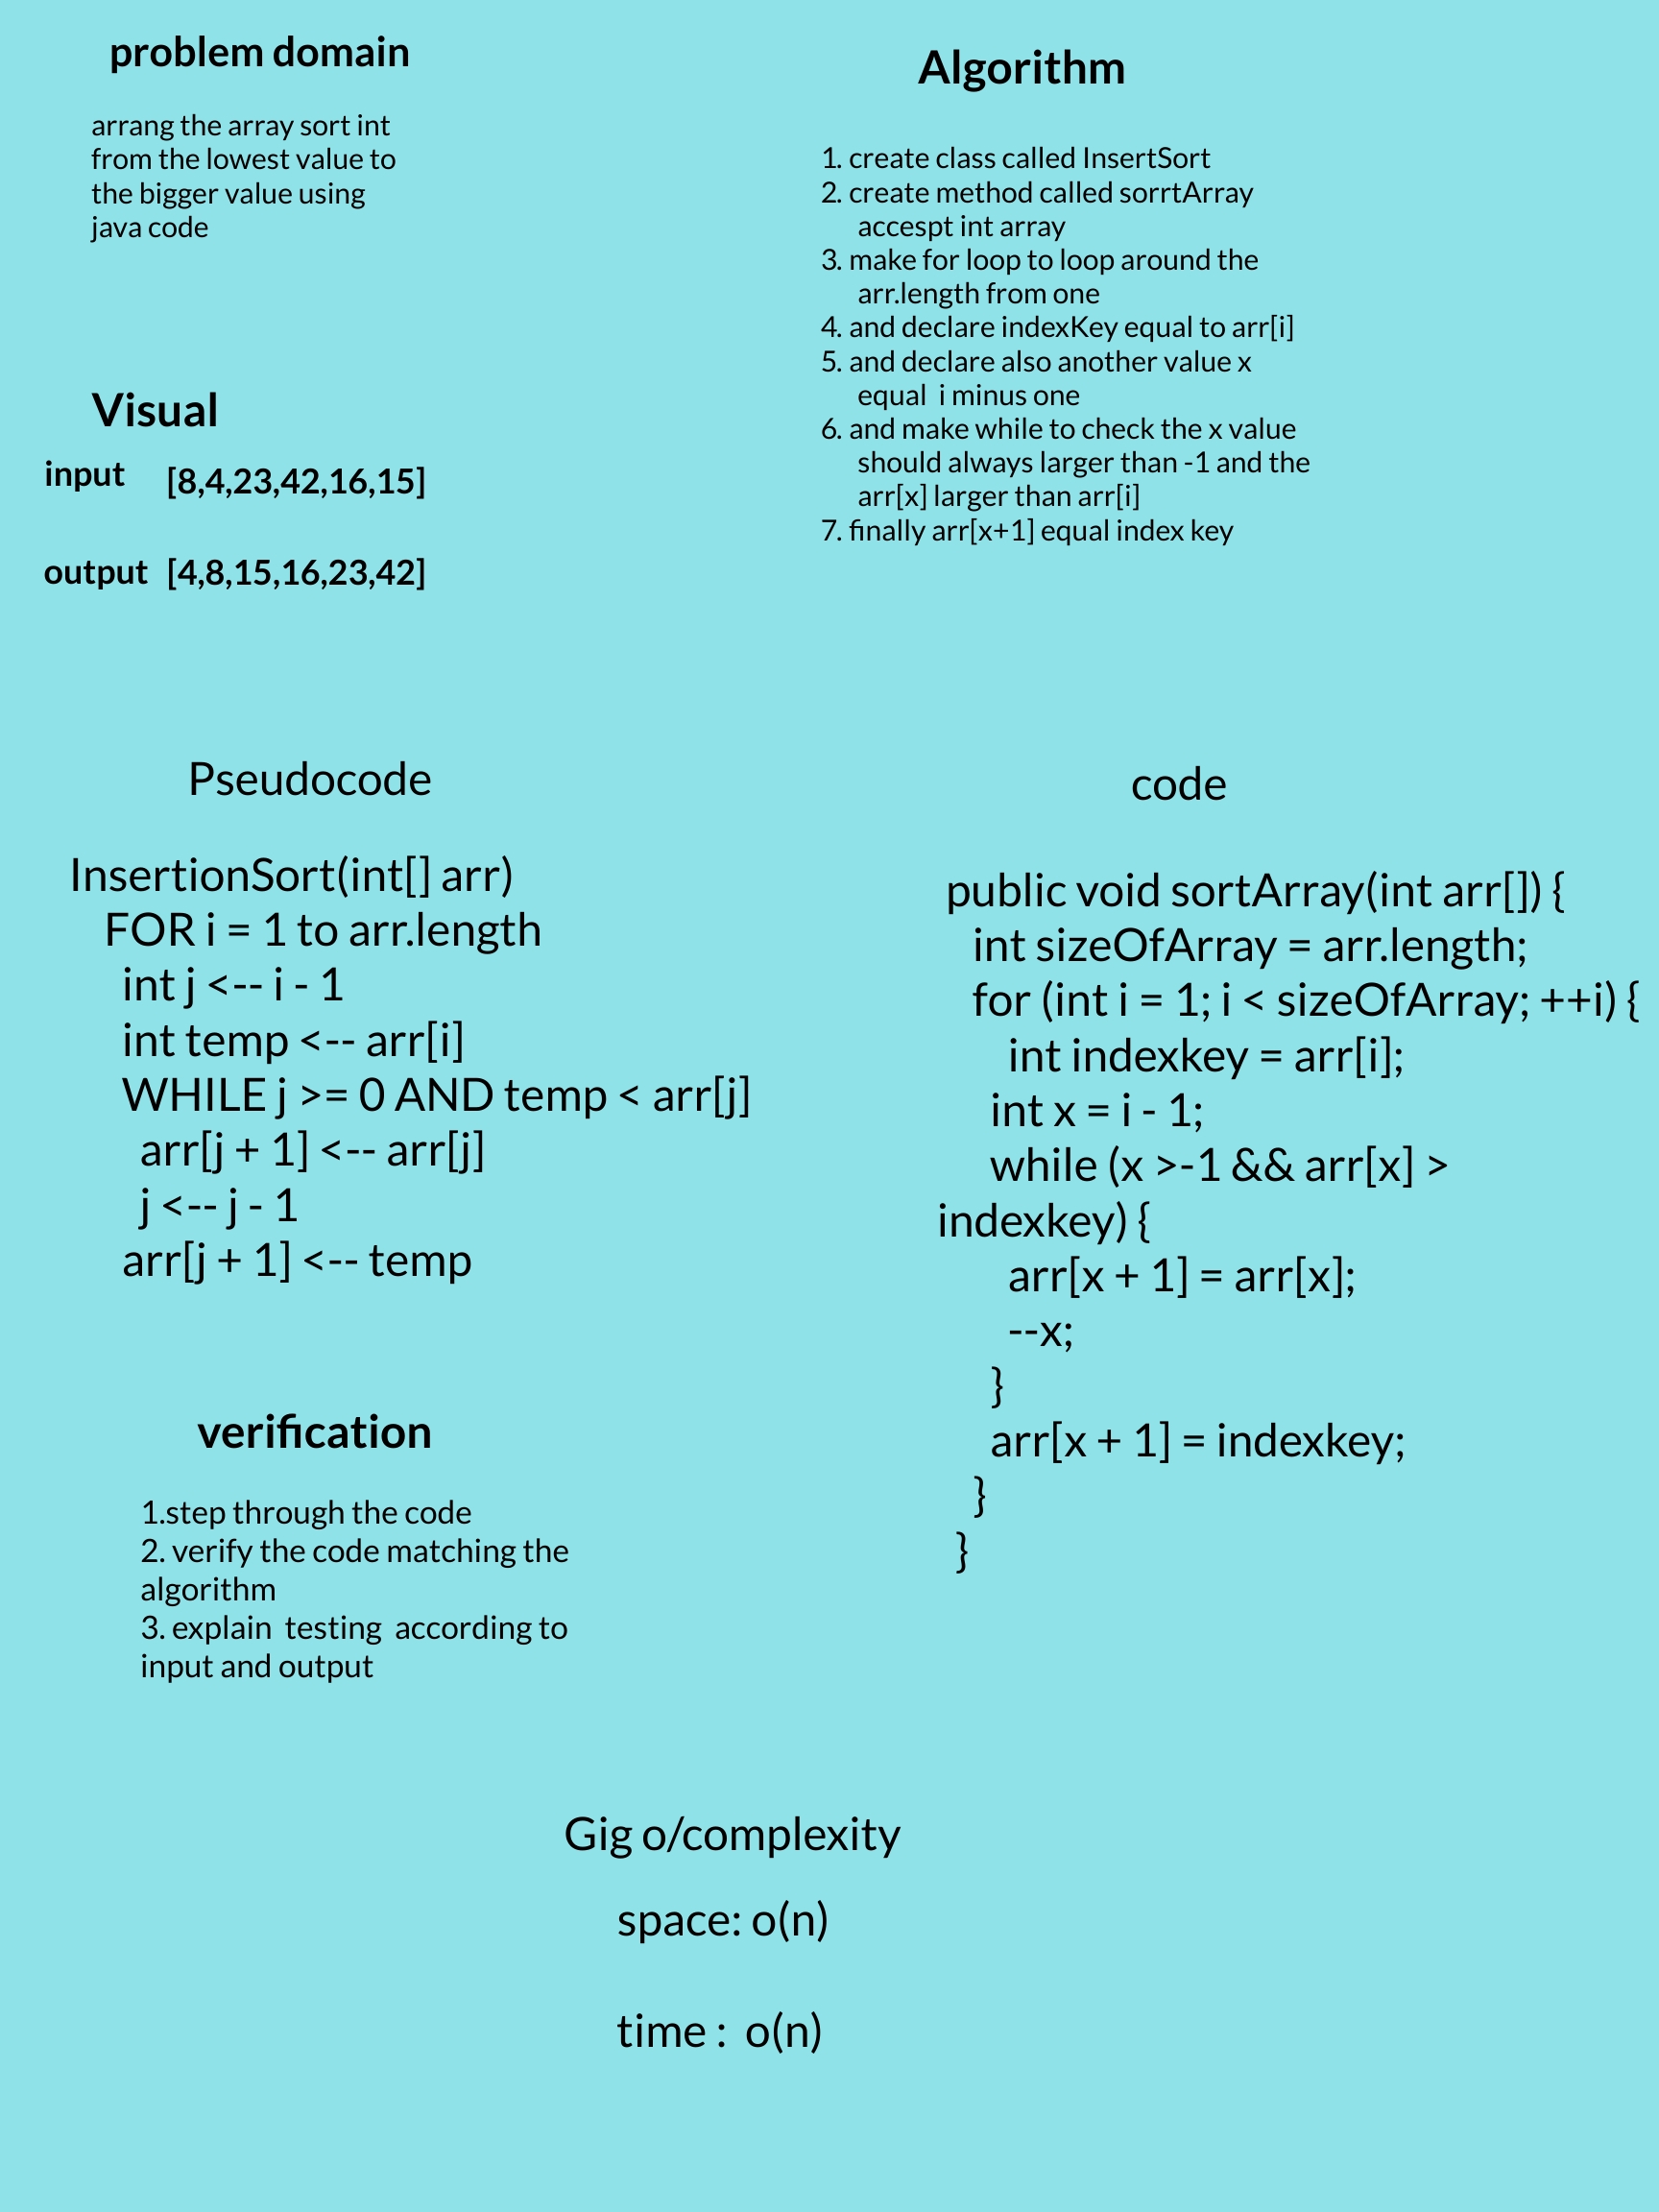 problem domain
arrang the array sort int
from the lowest value to
the bigger value using
java code
Visual
input [8,4,23,42,16,15]
output [4,8,15,16,23,42]
Algorithm
1. create class called InsertSort
2. create method called sorrtArray
accespt int array
3. make for loop to loop around the
arr.length from one
4. and declare indexKey equal to arr[i]
5. and declare also another value x
equal i minus one
6. and make while to check the x value
should always larger than -1 and the
arr[x] larger than arr[i]
7. finally arr[x+1] equal index key
Pseudocode
InsertionSort(int[] arr)
FOR i = 1 to arr.length
int j <-- i - 1
int temp <-- arr[i]
WHILE j >= 0 AND temp < arr[j]
arr[j + 1] <-- arr[j]
j <-- j - 1
arr[j + 1] <-- temp
code
public void sortArray(int arr[]) {
int sizeOfArray = arr.length;
for (int i = 1; i < sizeOfArray; ++i) {
int indexkey = arr[i];
int x = i - 1;
while (x >-1 && arr[x] >
indexkey) {
arr[x + 1] = arr[x];
--x;
}
arr[x + 1] = indexkey;
}
}
verification
1.step through the code
2. verify the code matching the
algorithm
3. explain testing according to
input and output
Gig o/complexity
space: o(n)
time : o(n)